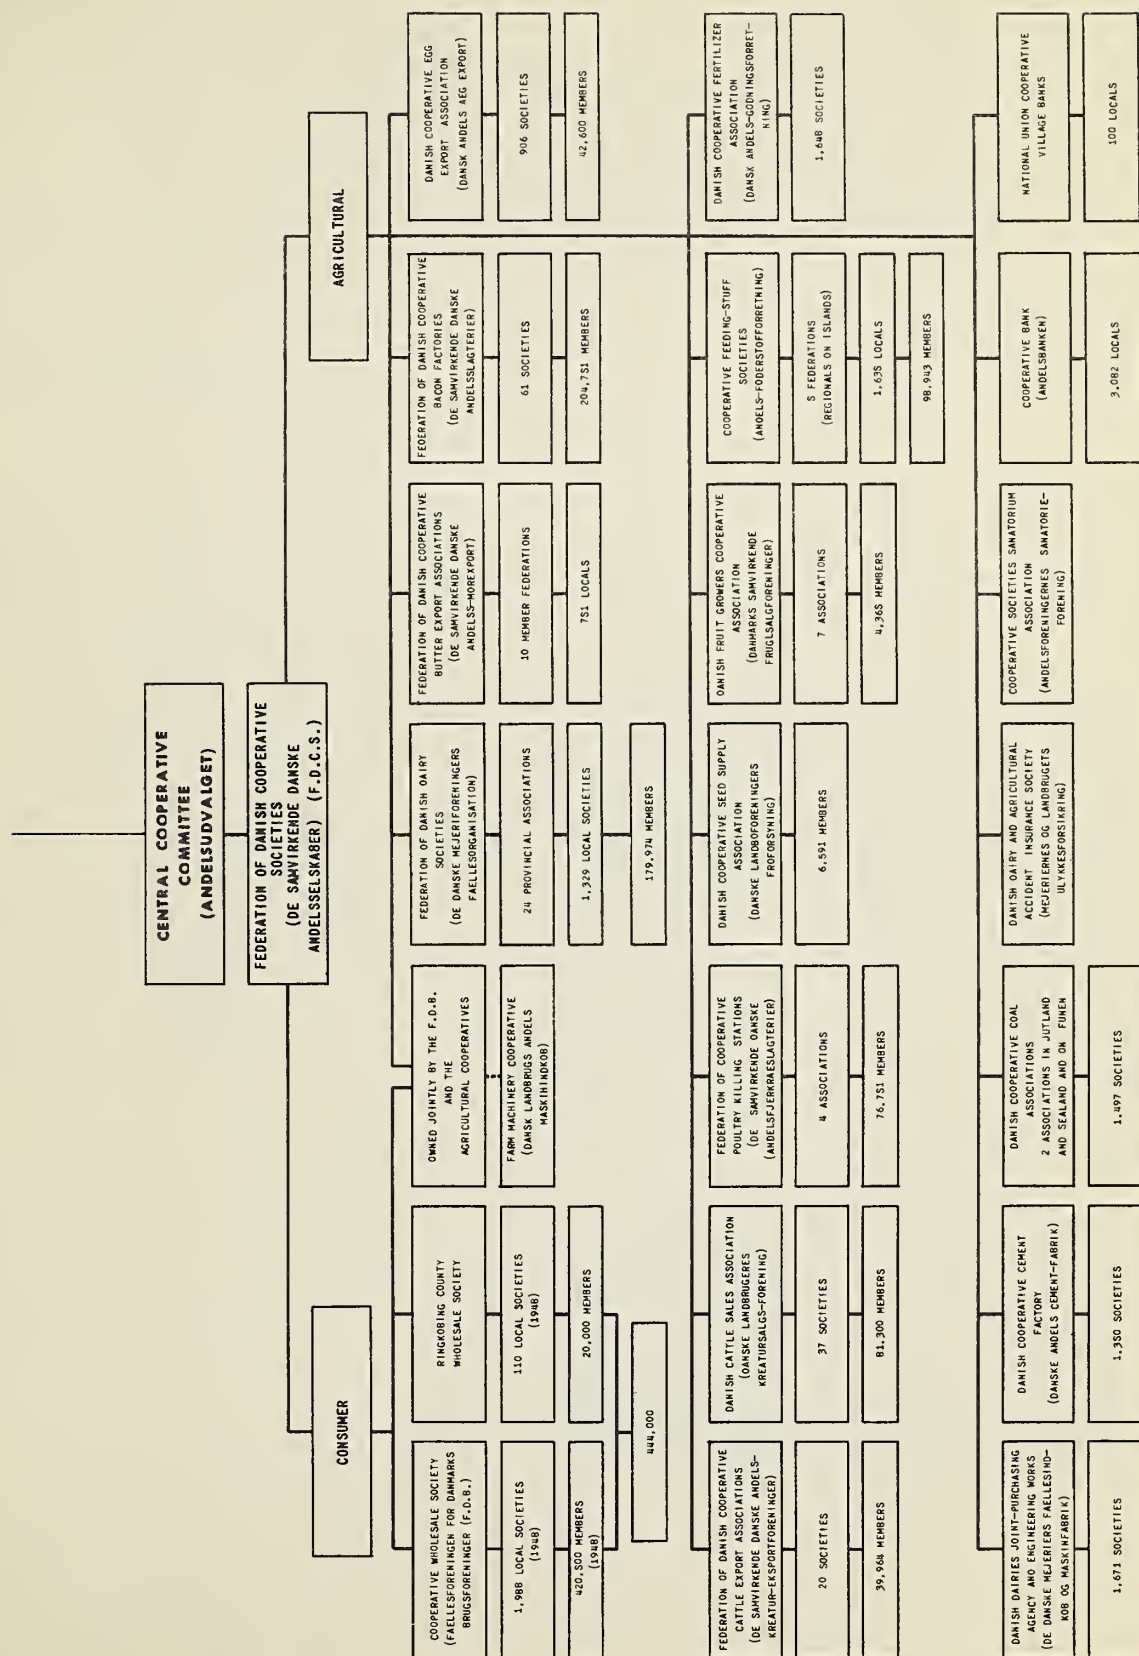 CENTRAL COOPERATIVE
COMMITTEE
(ANDELSUDVALGET)
FEDERATION OF DANISH COOPERATIVE
SOCIETIES
(DE SAMVIRKENDE DANSKE
ANDELSSELSKABER) (F.D.C.S.)
CONSUMER
AGRICULTURAL
COOPERATIVE WHOLESALE SOCIETY
(FAELLESFORENINGEN FOR DANMARKS
BRUGSFORENINGER (F.D.B.)
1,988 LOCAL SOCIETIES
(1948)
420,500 MEMBERS
(1948)
RINGKOBING COUNTY
WHOLESALE SOCIETY
110 LOCAL SOCIETIES
(1948)
20,000 MEMBERS
444,000
OWNED JOINTLY BY THE F.D.B.
AND THE
AGRICULTURAL COOPERATIVES
FARM MACHINERY COOPERATIVE
(DANSK LANDBRUGS ANDELS
MASKIHINDKOB)
FEDERATION OF DANISH DAIRY
SOCIETIES
(DE DANSKE MEJERIFOREHINGERS
FAELLESORGANISATION)
24 PROVINCIAL ASSOCIATIONS
1,329 LOCAL SOCIETIES
179,974 MEMBERS
FEDERATION OF DANISH COOPERATIVE
BUTTER EXPORT ASSOCIATIONS
(DE SAMVIRKENDE DANSKE
ANDELSS-MOREXPORT)
10 MEMBER FEDERATIONS
751 LOCALS
FEDERATION OF DANISH COOPERATIVE
BACON FACTORIES
(DE SAMVIRKENDE DANSKE
ANDELSSLAGTERIER)
61 SOCIETIES
204,751 MEMBERS
DANISH COOPERATIVE EGG
EXPORT ASSOCIATION
(DANSK ANDELS AEG EXPORT)
906 SOCIETIES
42,600 MEMBERS
FEDERATION OF DANISH COOPERATIVE
CATTLE EXPORT ASSOCIATIONS
(DE SAMVIRKENDE DANSKE ANDELS-
KREATUR-EKSPORTFORENINGER)
20 SOCIETIES
39,964 MEMBERS
DANISH CATTLE SALES ASSOCIATION
(DANSKE LANDBRUGERES
KREATURSALGS-FORENING)
37 SOCIETIES
81,300 MEMBERS
FEDERATION OF COOPERATIVE
POULTRY KILLING STATIONS
(DE SAMVIRKENDE DANSKE
(ANDELSFJERKRAESLAGTERIER)
4 ASSOCIATIONS
76,751 MEMBERS
DANISH COOPERATIVE SEED SUPPLY
ASSOCIATION
(DANSKE LANDBOFORENINGERS
FROFORSYNING)
6,591 MEMBERS
DANISH FRUIT GROWERS COOPERATIVE
ASSOCIATION
(DANMARKS SAMVIRKENDE
FRUGLSALGFORENINGER)
7 ASSOCIATIONS
4,365 MEMBERS
COOPERATIVE FEEDING-STUFF
SOCIETIES
(ANDELS-FODERSTOFFORRETNING)
5 FEDERATIONS
(REGIONALS ON ISLANDS)
1,635 LOCALS
98,943 MEMBERS
DANISH COOPERATIVE FERTILIZER
ASSOCIATION
(DANSK ANDELS-GODNINGSFORRET-
NING)
1,648 SOCIETIES
DANISH DAIRIES JOINT-PURCHASING
AGENCY AND ENGINEERING WORKS
(DE DANSKE MEJERIERS FAELLESIND-
KOB OG MASKINFABRIK)
1,671 SOCIETIES
DANISH COOPERATIVE CEMENT
FACTORY
(DANSKE ANDELS CEMENT-FABRIK)
1,350 SOCIETIES
DANISH COOPERATIVE COAL
ASSOCIATIONS
2 ASSOCIATIONS IN JUTLAND
AND SEALAND AND ON FUNEN
1,497 SOCIETIES
DANISH DAIRY AND AGRICULTURAL
ACCIDENT INSURANCE SOCIETY
(MEJERIERNES OG LANDBRUGETS
ULYKKESFORSIKRING)
COOPERATIVE SOCIETIES SANATORIUM
ASSOCIATION
(ANDELSFORENINGERNES SANATORIE-
FORENING)
COOPERATIVE BANK
(ANDELSBANKEN)
3,082 LOCALS
NATIONAL UNION COOPERATIVE
VILLAGE BANKS
100 LOCALS